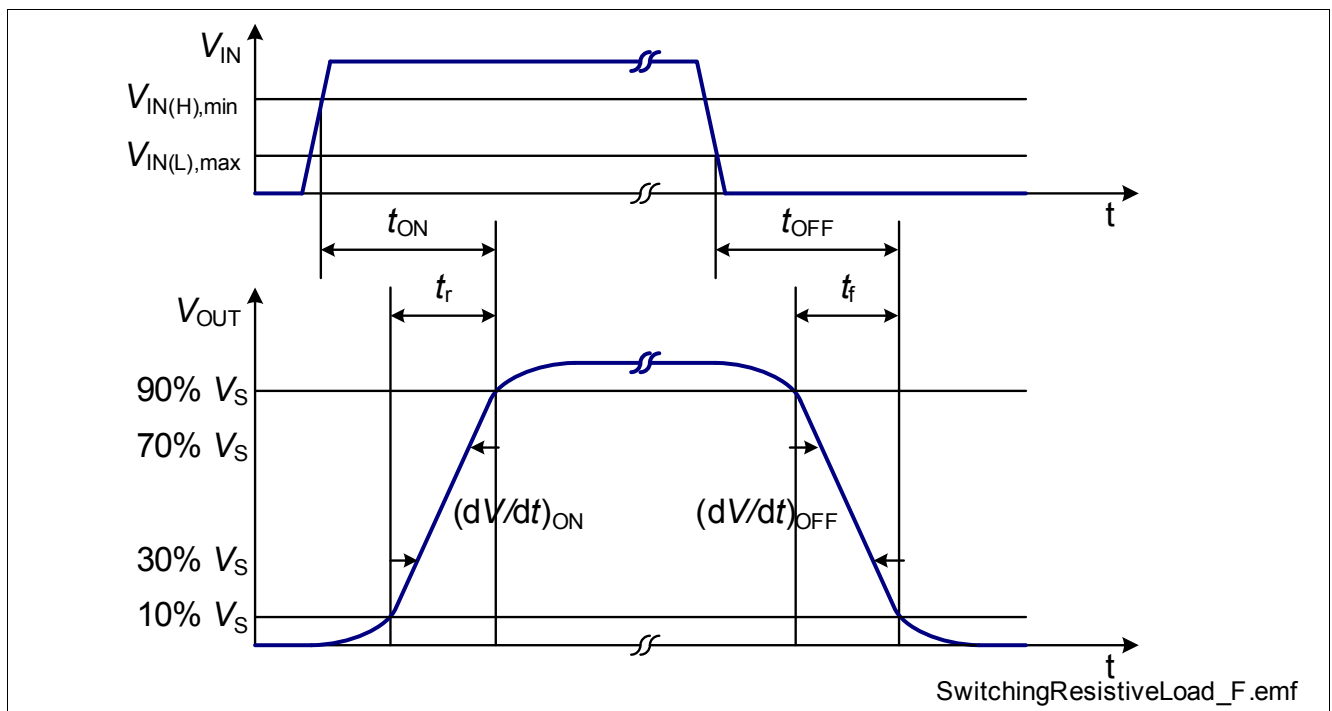 VIN
VIN(H),min
VIN(L),max
t
tON
tOFF
tr
tf
VOUT
90% VS
70% VS
(dV/dt)ON
(dV/dt)OFF
30% VS
10% VS
t
SwitchingResistiveLoad_F.emf